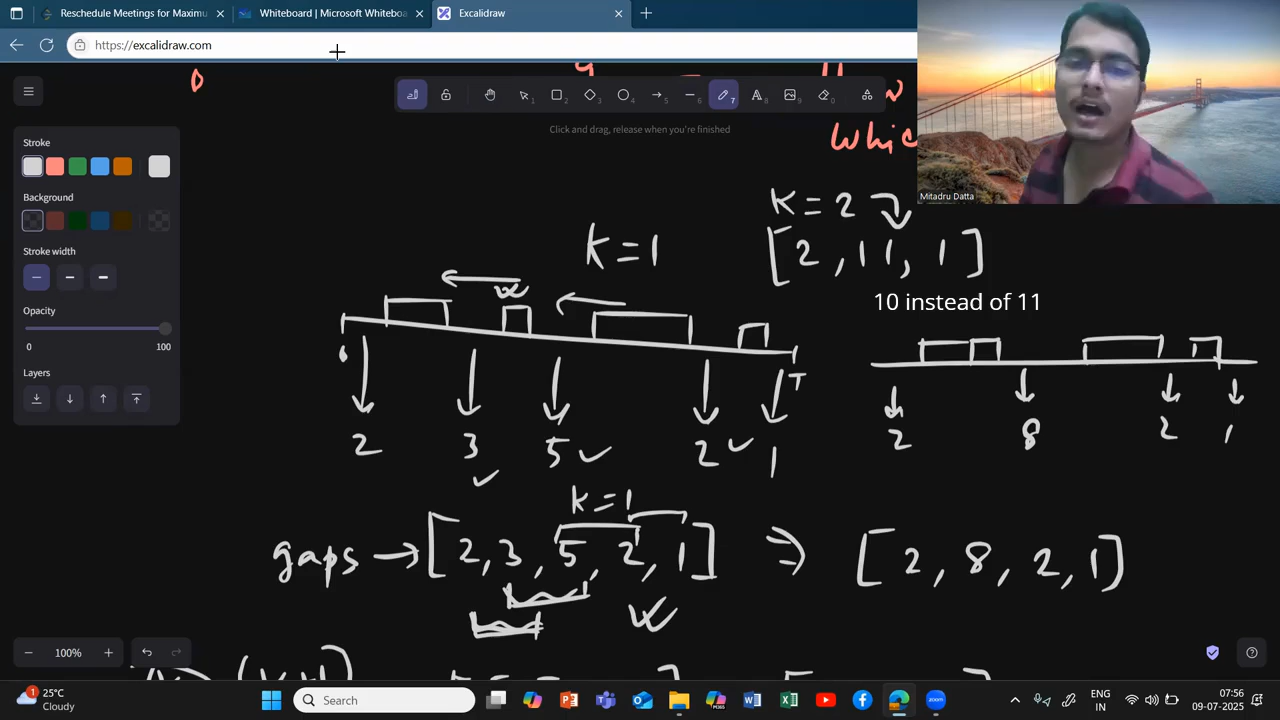 Reschedule Meetings for Maximu
Whiteboard | Microsoft Whiteboa
Excalidraw
https://excalidraw.com
Click and drag, release when you're finished
Stroke
Background
Stroke width
Opacity
0 100
Layers
Mitadru Datta
whic
K = 2
K = 1
[2, 11, 1]
10 instead of 11
0
T
2 3 5 2 1
2 8 2 1
K = 1
gaps → [2, 3, 5, 2, 1] ⇒ [2, 8, 2, 1]
100%
25°C
Cloudy
Search
ENG
IN
07:56
09-07-2025